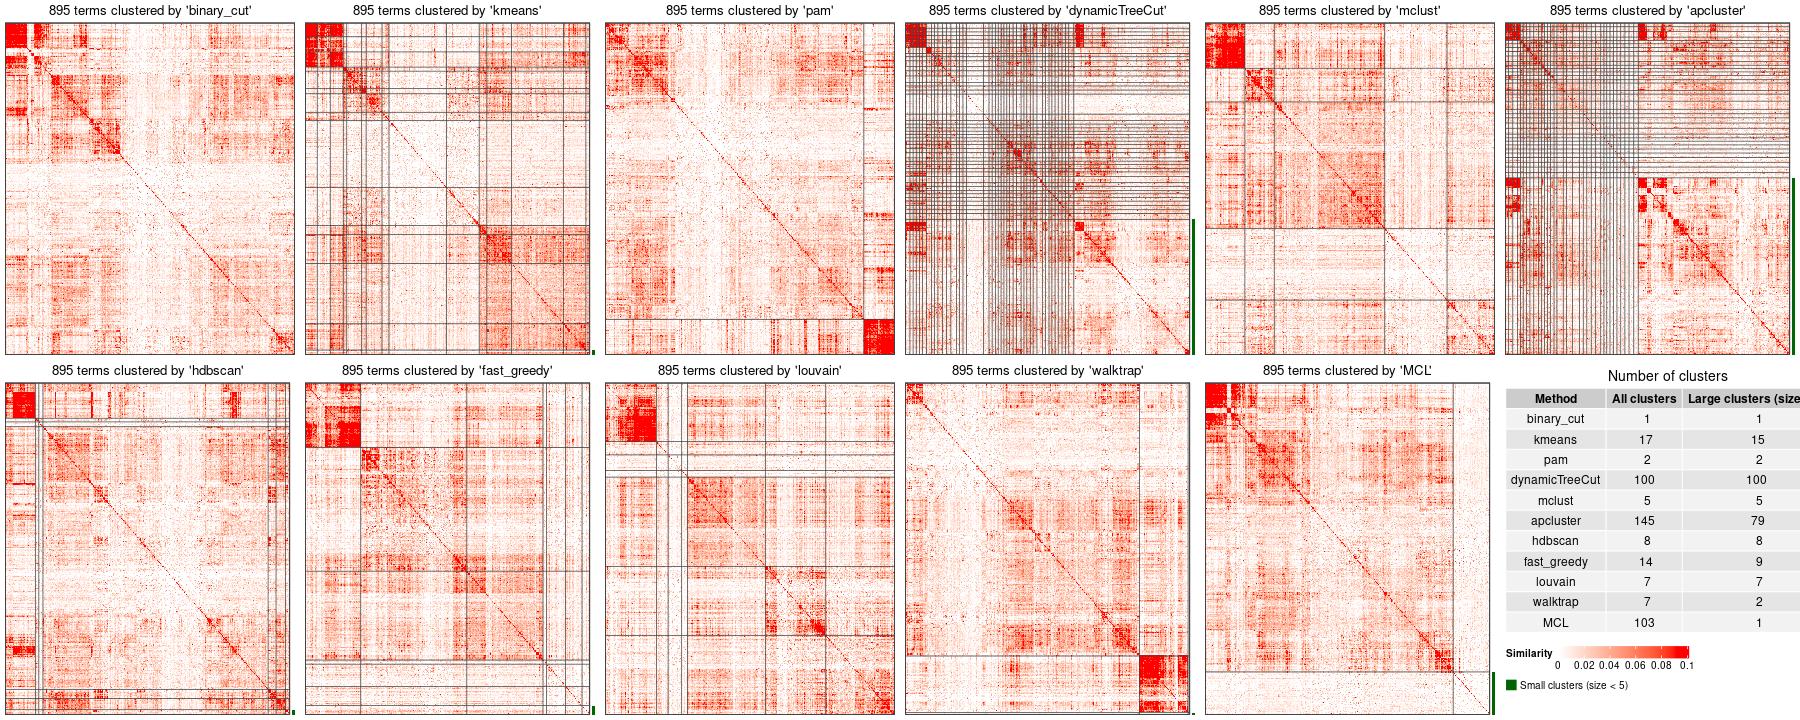 895 terms clustered by 'binary_cut'
895 terms clustered by 'kmeans'
895 terms clustered by 'pam'
895 terms clustered by 'dynamicTreeCut'
895 terms clustered by 'mclust'
895 terms clustered by 'apcluster'
895 terms clustered by 'hdbscan'
895 terms clustered by 'fast_greedy'
895 terms clustered by 'louvain'
895 terms clustered by 'walktrap'
895 terms clustered by 'MCL'
Number of clusters
Method All clusters Large clusters (size
binary_cut 1 1
kmeans 17 15
pam 2 2
dynamicTreeCut 100 100
mclust 5 5
apcluster 145 79
hdbscan 8 8
fast_greedy 14 9
louvain 7 7
walktrap 7 2
MCL 103 1
Similarity
0 0.02 0.04 0.06 0.08 0.1
Small clusters (size < 5)